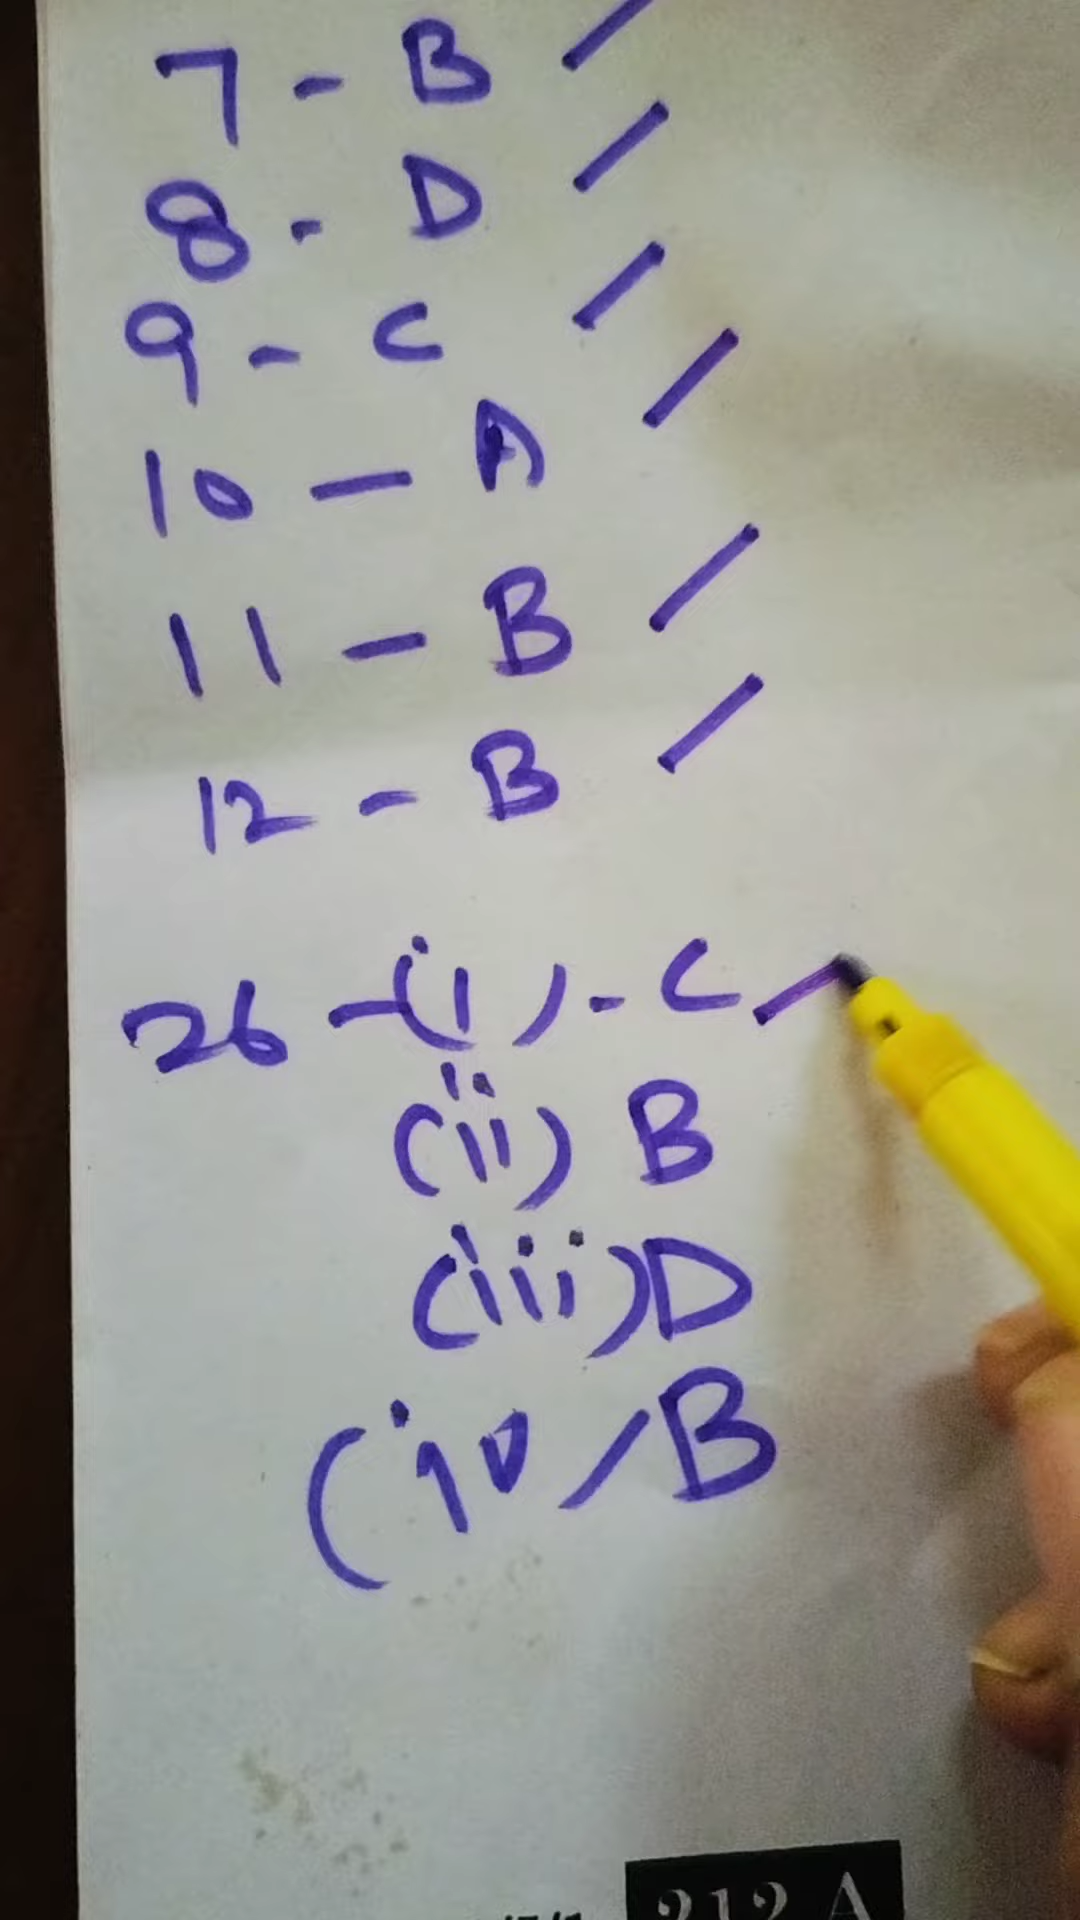 7 - B /
8 - D /
9 - C /
10 - A /
11 - B /
12 - B /
26 - (i) - C /
(ii) B
(iii) D
(iv) B
212 A